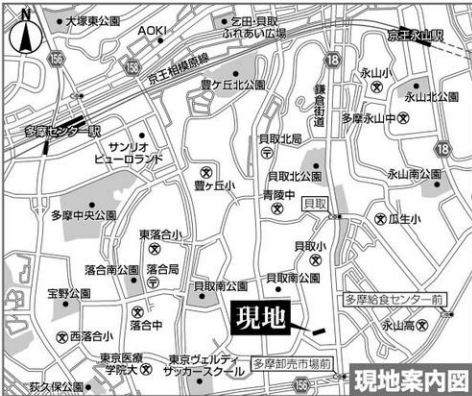 大塚東公園
AOKI
乞田・貝取
ふれあい広場
京王永山駅
156
158
京王相模原線
18
永山小
豊ヶ丘北公園
永山北公園
鎌倉街道
多摩永山中
多摩センター駅
サンリオ
ピューロランド
貝取北局
貝取北公園
18
豊ヶ丘小
永山南公園
青陵中
多摩中央公園
貝取
瓜生小
東落合小
貝取小
落合南公園
落合局
貝取南公園
貝取南公園
多摩給食センター前
宝野公園
現地
落合中
永山高
西落合小
東京医療
学院大
東京ヴェルディ
サッカースクール
多摩卸売市場前
荻久保公園
156
現地案内図
N